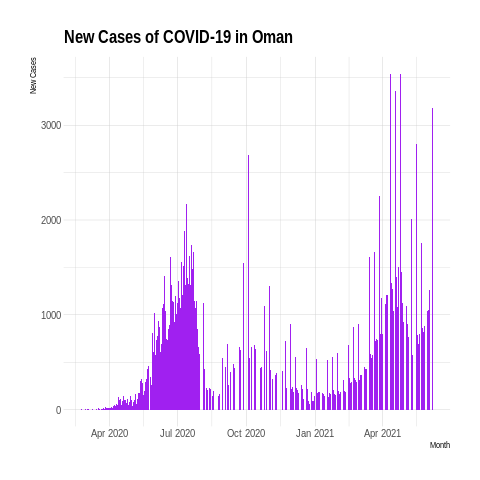 New Cases of COVID-19 in Oman
New Cases
3000
2000
1000
0
Apr 2020
Jul 2020
Oct 2020
Jan 2021
Apr 2021
Month